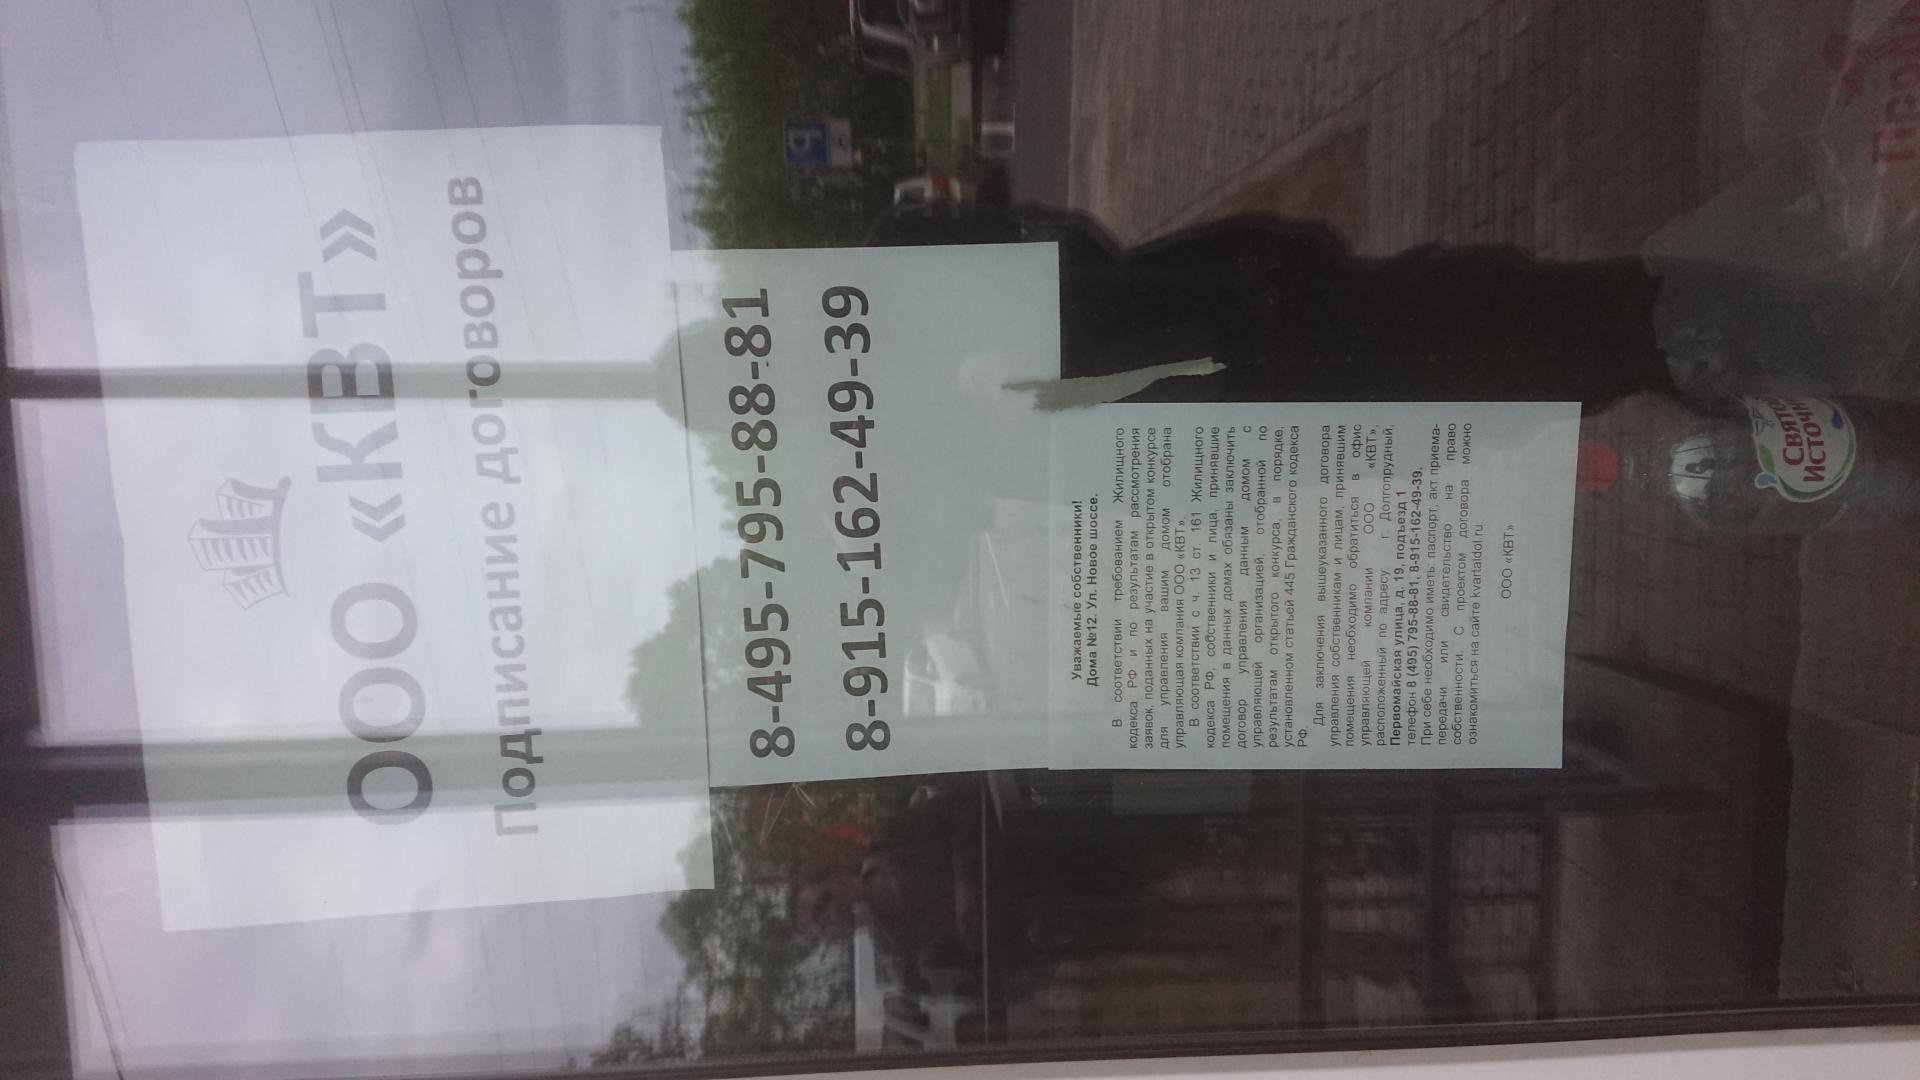 ООО «КВТ»
Подписание договоров
8-495-795-88-81
8-915-162-49-39
Уважаемые собственники!
Дома №12. Ул. Новое шоссе.
В соответствии требованием Жилищного
кодекса РФ и по результатам рассмотрения
заявок, поданных на участие в открытом конкурсе
для управления вашим домом отобрана
управляющая компания ООО «КВТ».
В соответствии с ч. 13 ст. 161 Жилищного
кодекса РФ, собственники и лица, принявшие
помещения в данных домах обязаны заключить
договор управления данным домом с
управляющей организацией, отобранной по
результатам открытого конкурса, в порядке,
установленном статьей 445 Гражданского кодекса
РФ.
Для заключения вышеуказанного договора
управления собственникам и лицам, принявшим
помещения необходимо обратиться в офис
управляющей компании ООО «КВТ»,
расположенный по адресу: г. Долгопрудный,
Первомайская улица, д. 19, подъезд 1
телефон 8 (495) 795-88-81, 8-915-162-49-39.
При себе необходимо иметь: паспорт, акт приема-
передачи или свидетельство на право
собственности. С проектом договора можно
ознакомиться на сайте kvartaldol.ru.
ООО «КВТ»
СВЯТО
ИСТОЧН